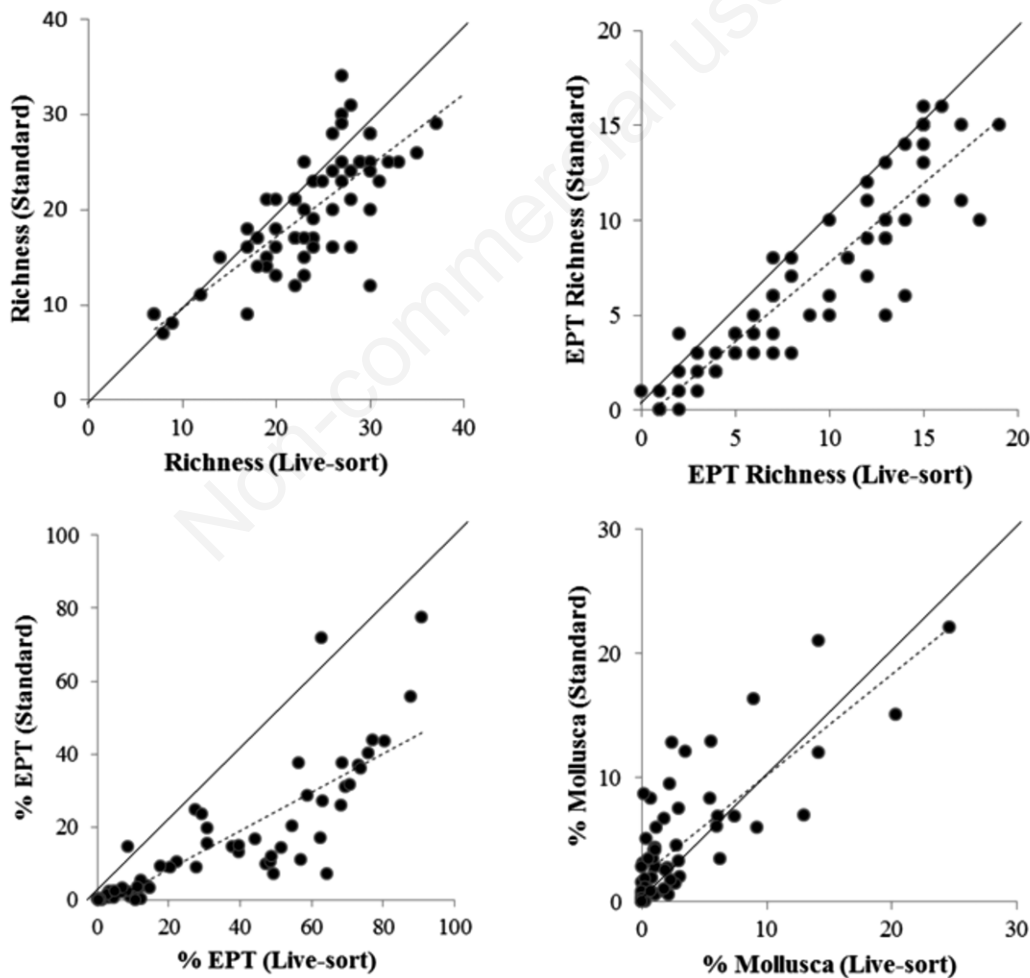 Non-commercial us
40
30
20
10
0
Richness (Standard)
0 10 20 30 40
Richness (Live-sort)
20
15
10
5
0
EPT Richness (Standard)
0 5 10 15 20
EPT Richness (Live-sort)
100
80
60
40
20
0
% EPT (Standard)
0 20 40 60 80 100
% EPT (Live-sort)
30
20
10
0
% Mollusca (Standard)
0 10 20 30
% Mollusca (Live-sort)